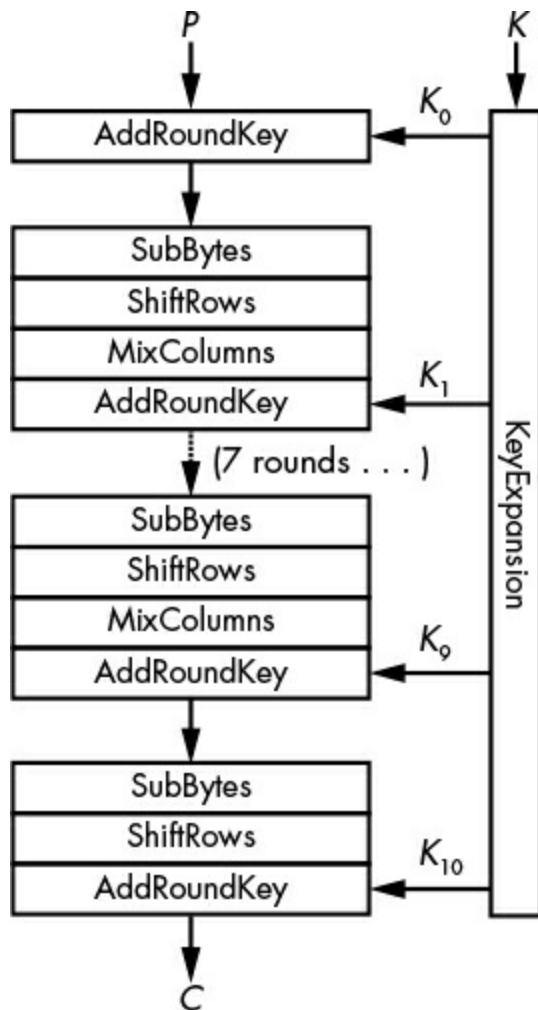 P
K
AddRoundKey
K₀
SubBytes
ShiftRows
MixColumns
AddRoundKey
K₁
(7 rounds . . . )
KeyExpansion
SubBytes
ShiftRows
MixColumns
AddRoundKey
K₉
SubBytes
ShiftRows
AddRoundKey
K₁₀
C